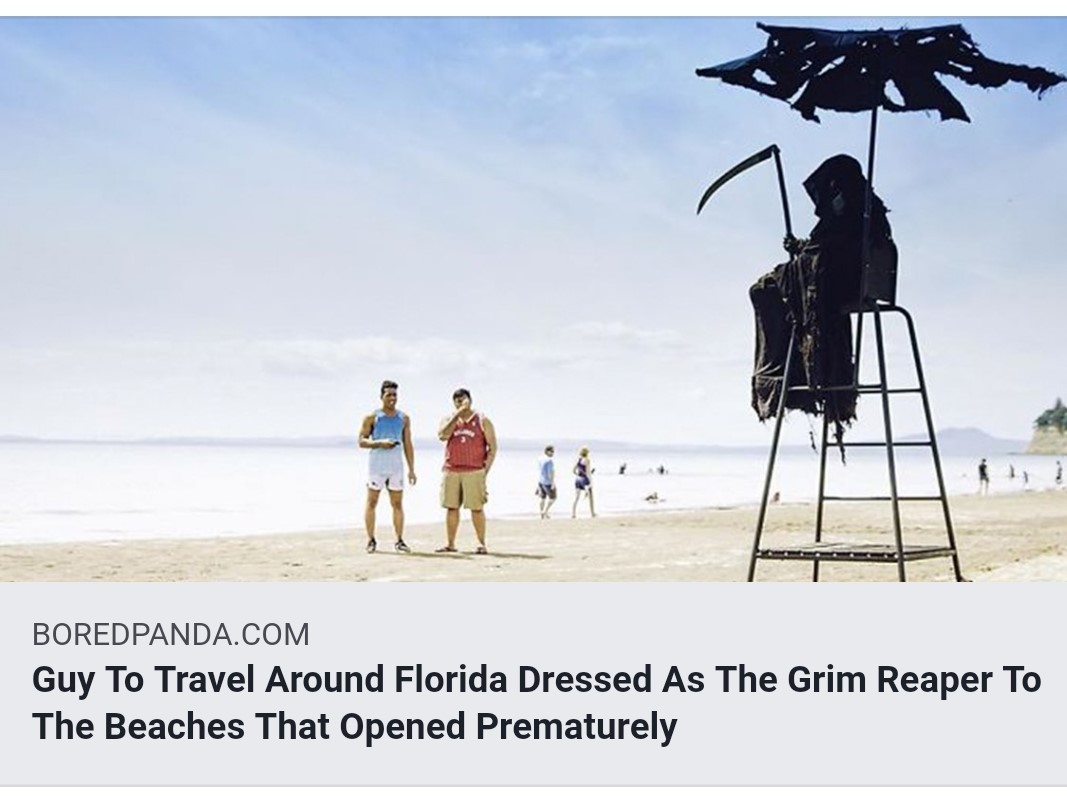 BOREDPANDA.COM
Guy To Travel Around Florida Dressed As The Grim Reaper To
The Beaches That Opened Prematurely